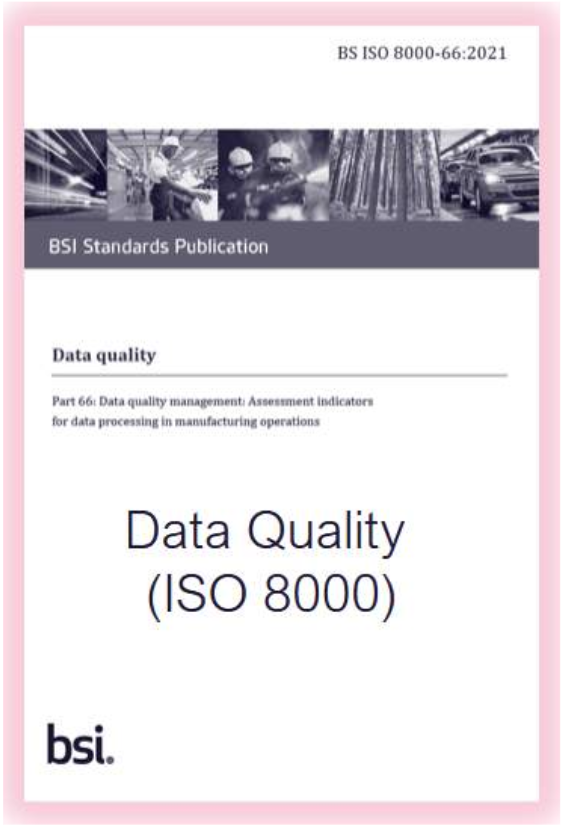 BS ISO 8000-66:2021
BSI Standards Publication
Data quality
Part 66: Data quality management: Assessment indicators
for data processing in manufacturing operations
Data Quality
(ISO 8000)
bsi.